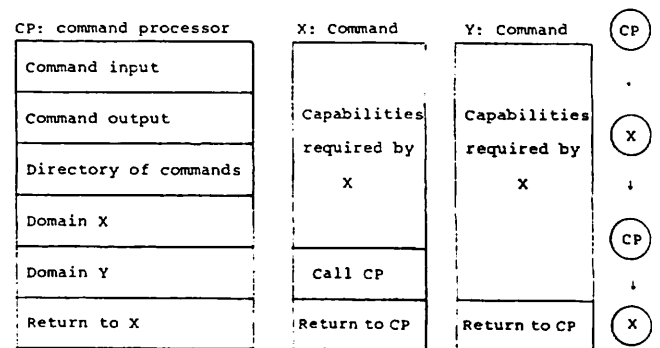 CP: command processor
Command input
Command output
Directory of commands
Domain X
Domain Y
Return to X
X: Command
Capabilities
required by
X
Call CP
Return to CP
Y: Command
Capabilities
required by
X
Return to CP
CP
X
CP
X